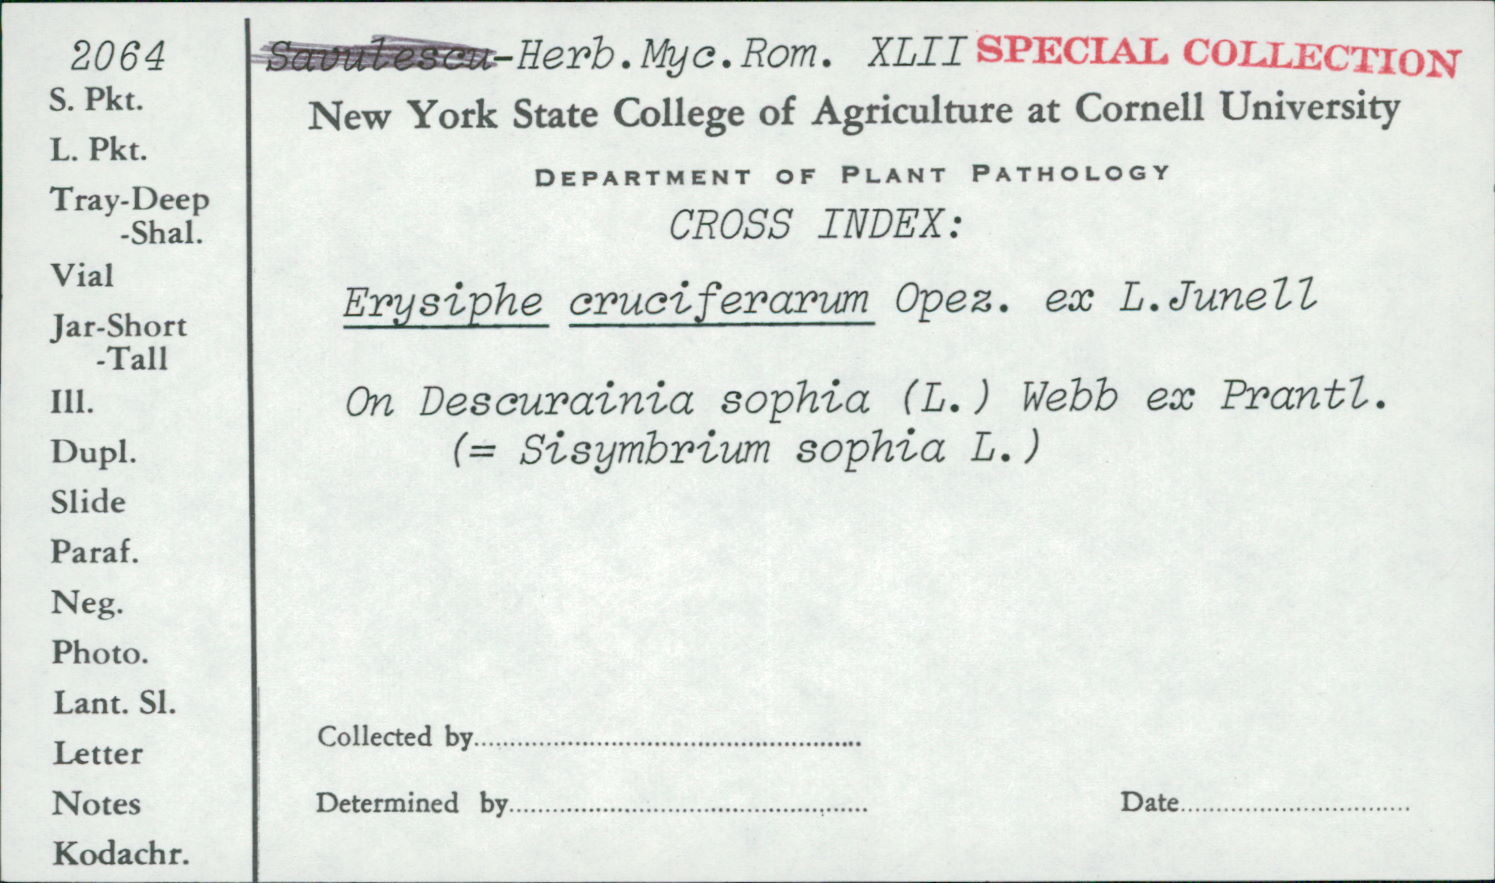 2064
S. Pkt.
L. Pkt.
Tray-Deep
-Shal.
Vial
Jar-Short
-Tall
Ill.
Dupl.
Slide
Paraf.
Neg.
Photo.
Lant. Sl.
Letter
Notes
Kodachr.
Savulescu-Herb.Myc.Rom. XLII SPECIAL COLLECTION
New York State College of Agriculture at Cornell University
DEPARTMENT OF PLANT PATHOLOGY
CROSS INDEX:
Erysiphe cruciferarum Opez. ex L.Junell
On Descurainia sophia (L.) Webb ex Prantl.
(= Sisymbrium sophia L.)
Collected by
Determined by
Date